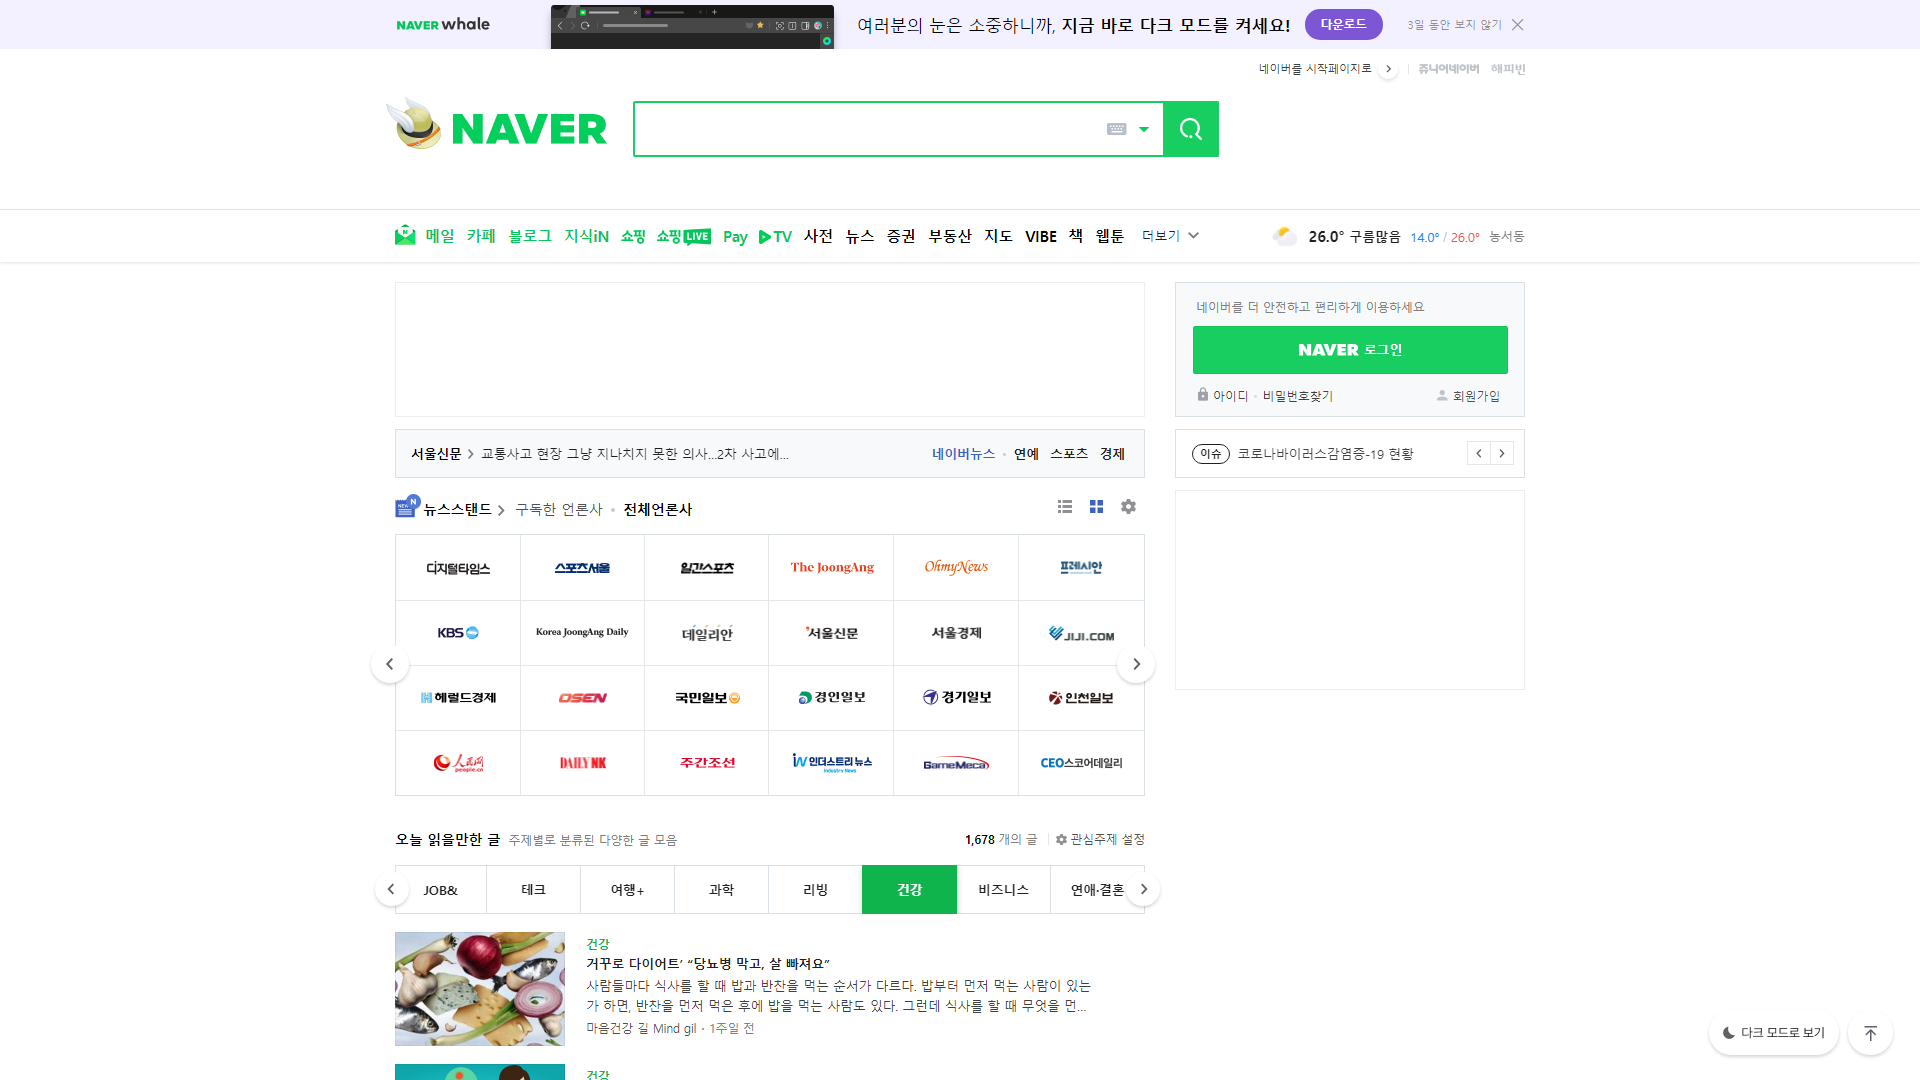 NAVER whale
여러분의 눈은 소중하니까, 지금 바로 다크 모드를 켜세요!
다운로드
3일 동안 보지 않기
네이버를 시작페이지로
쥬니어네이버
해피빈
NAVER
메일 카페 블로그 지식iN 쇼핑 쇼핑LIVE Pay TV 사전 뉴스 증권 부동산 지도 VIBE 책 웹툰 더보기
26.0° 구름많음 14.0° / 26.0° 농서동
네이버를 더 안전하고 편리하게 이용하세요
NAVER 로그인
아이디 · 비밀번호찾기
회원가입
서울신문 > 교통사고 현장 그냥 지나치지 못한 의사...2차 사고에...
네이버뉴스 · 연예 스포츠 경제
이슈 코로나바이러스감염증-19 현황
NEW N 뉴스스탠드 > 구독한 언론사 · 전체언론사
디지털타임스 스포츠서울 일간스포츠 The JoongAng OhmyNews 프레시안
KBS Korea JoongAng Daily 데일리안 서울신문 서울경제 JIJI.COM
헤럴드경제 OSEN 국민일보 경인일보 경기일보 인천일보
人民网 people.cn DAILY NK 주간조선 iN 인더스트리뉴스 Industry News GameMeca CEO스코어데일리
오늘 읽을만한 글 주제별로 분류된 다양한 글 모음
1,678 개의 글
관심주제 설정
JOB& 테크 여행+ 과학 리빙 건강 비즈니스 연애·결혼
건강
거꾸로 다이어트’ “당뇨병 막고, 살 빠져요”
사람들마다 식사를 할 때 밥과 반찬을 먹는 순서가 다르다. 밥부터 먼저 먹는 사람이 있는
가 하면, 반찬을 먼저 먹은 후에 밥을 먹는 사람도 있다. 그런데 식사를 할 때 무엇을 먼...
마음건강 길 Mind gil · 1주일 전
건강
다크 모드로 보기